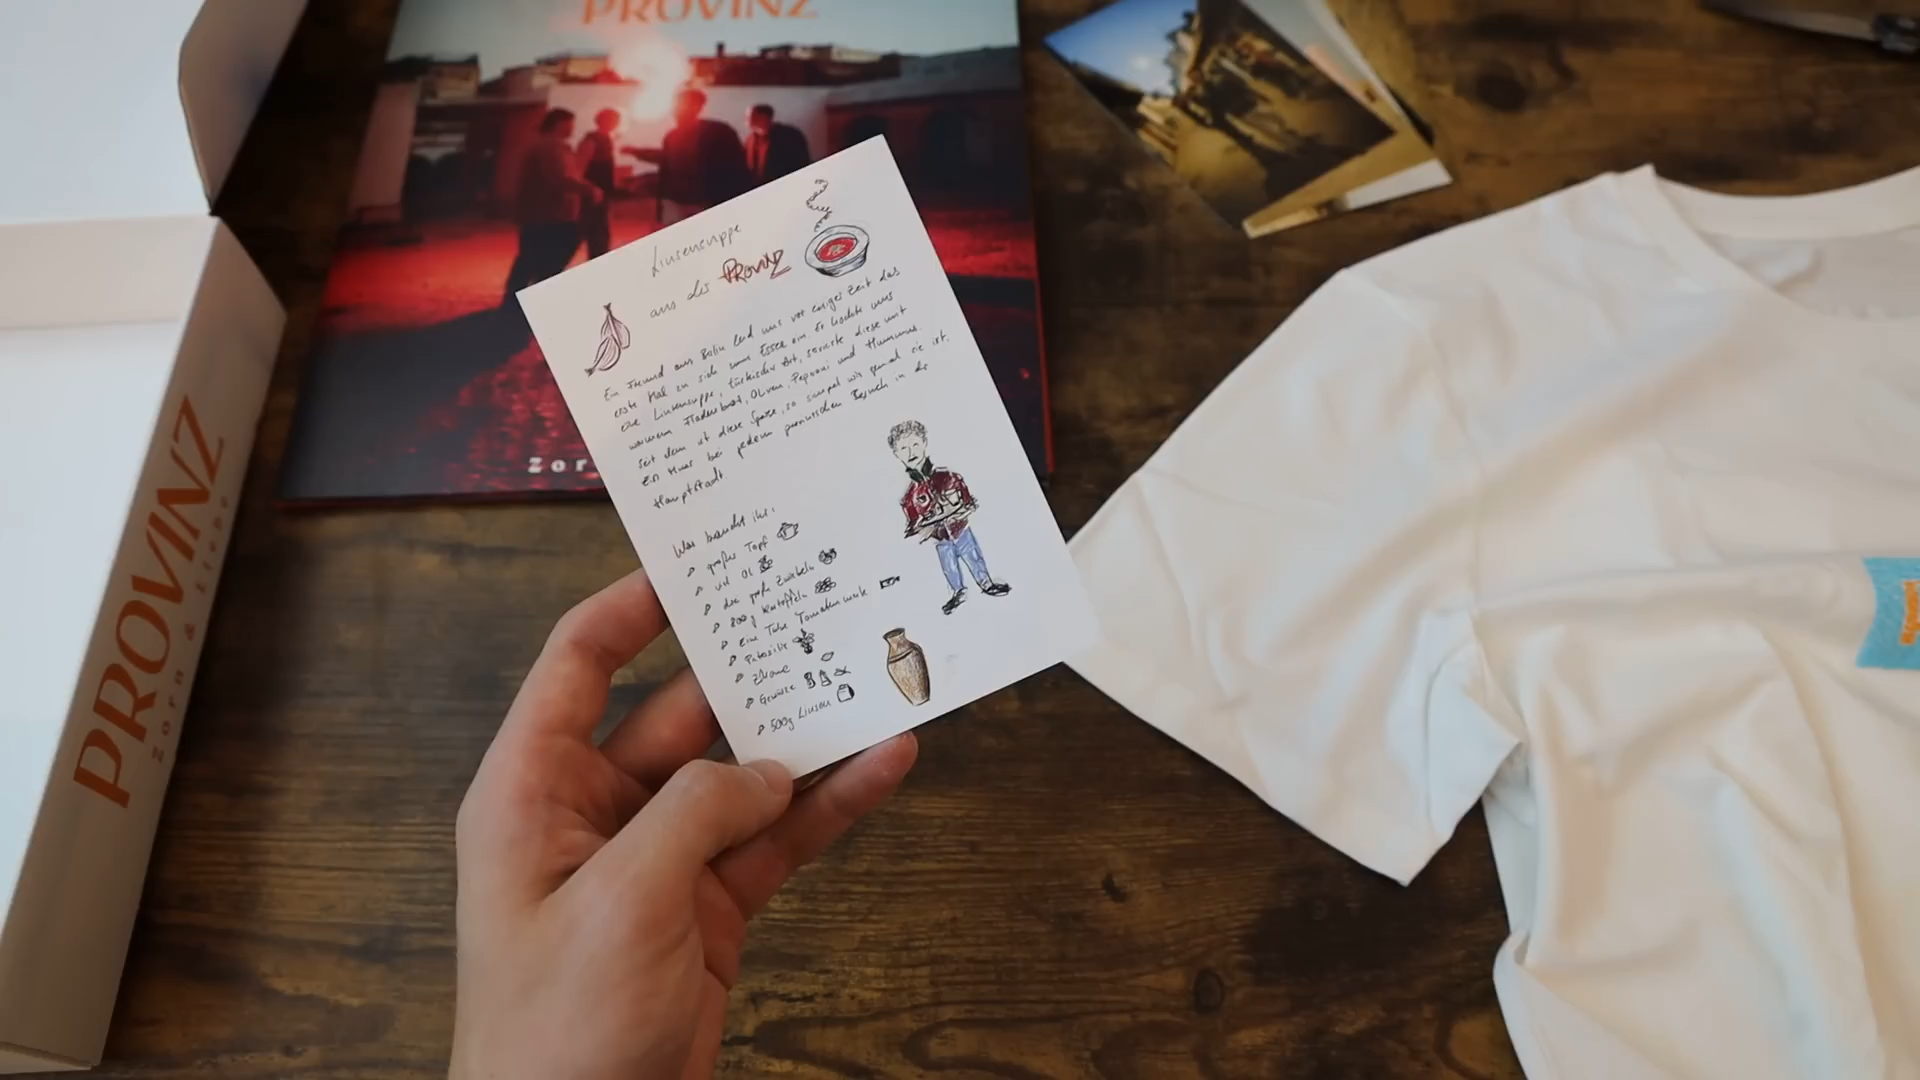 PROVINZ
Linsensuppe
aus der PROVINZ
Ein Freund aus Berlin lud uns vor einiger Zeit das
erste Mal zu sich zum Essen ein. Er kochte uns
eine Linsensuppe, türkischer Art, servierte diese mit
warmem Fladenbrot, Oliven, Peperoni und Hummus.
Seit dem ist diese Speise, so simpel wie genial sie ist,
ein Muss bei jedem Besuch in der
Hauptstadt
Was braucht ihr:
großer Topf
viel Öl
drei große Zwiebeln
800g Kartoffeln
eine Tube Tomatenmark
Petersilie
Zitrone
Gewürze
500g Linsen
zor
PROVINZ
zora & liebe